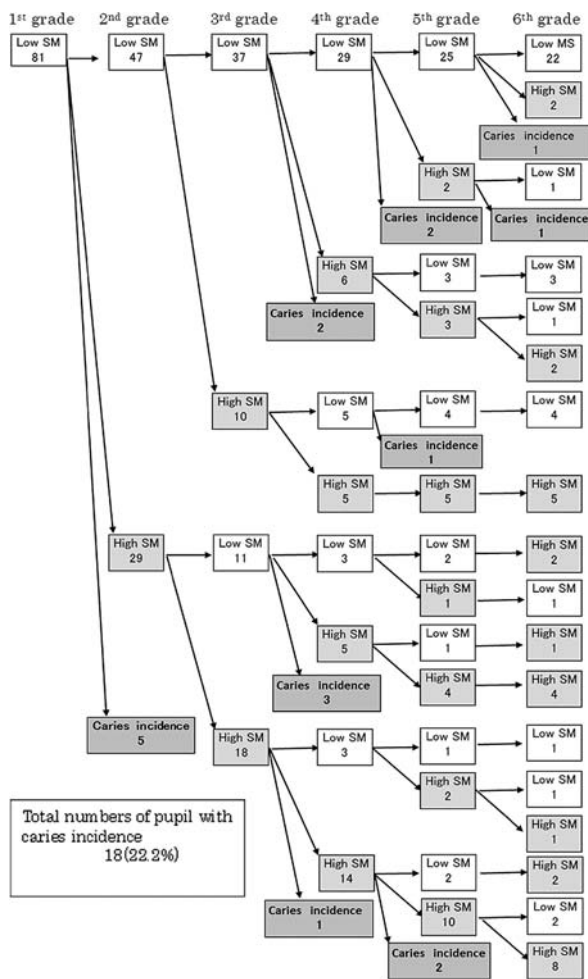 1st grade 2nd grade 3rd grade 4th grade 5th grade 6th grade
Low SM Low SM Low SM Low SM Low SM Low MS
81 47 37 29 25 22
High SM
2
Caries incidence
1
High SM Low SM
2 1
Caries incidence Caries incidence
2 1
High SM Low SM Low SM
6 3 3
Caries incidence High SM Low SM
2 3 1
High SM
2
High SM Low SM Low SM Low SM
10 5 4 4
Caries incidence
1
High SM High SM High SM
5 5 5
High SM Low SM Low SM Low SM High SM
29 11 3 2 2
High SM Low SM
1 1
High SM Low SM High SM
5 1 1
Caries incidence High SM High SM
3 4 4
Caries incidence
5
High SM Low SM Low SM Low SM
18 3 1 1
High SM Low SM
2 1
High SM
1
Total numbers of pupil with
caries incidence
18(22.2%)
High SM Low SM High SM
14 2 2
Caries incidence High SM Low SM
1 10 2
Caries incidence High SM
2 8